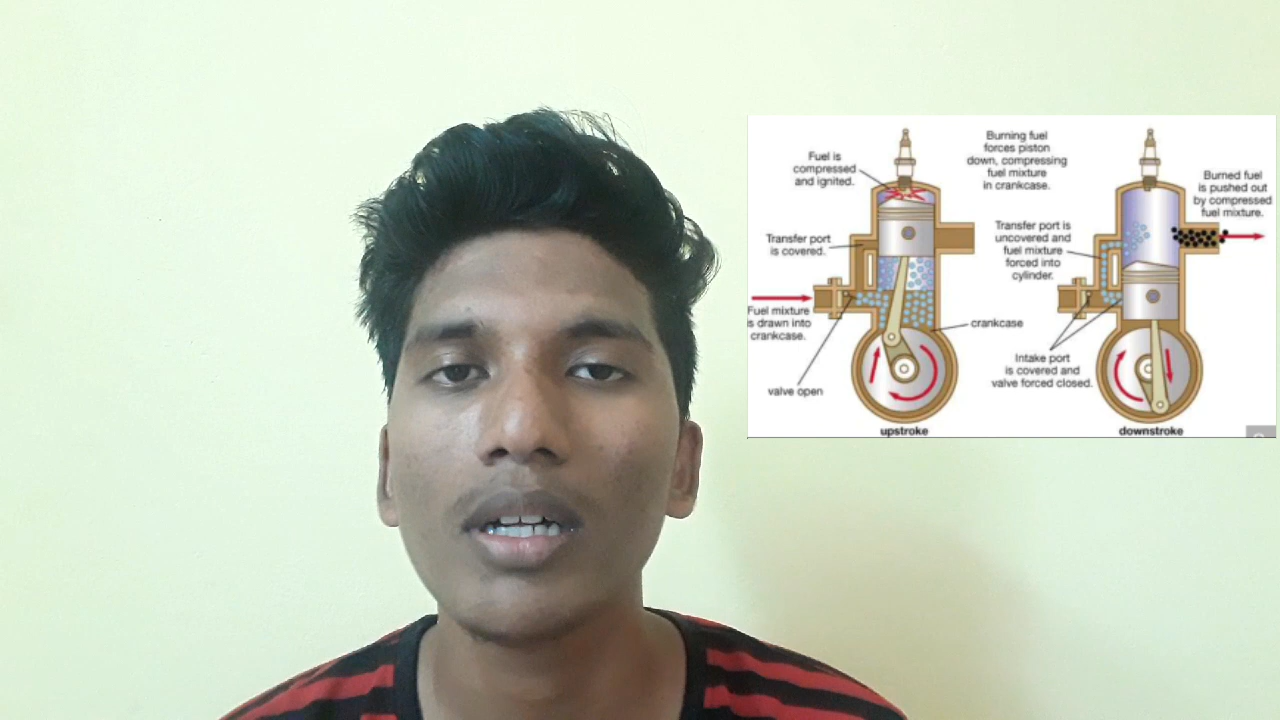 Fuel is
compressed
and ignited.
Burning fuel
forces piston
down, compressing
fuel mixture
in crankcase.
Transfer port
is covered.
Fuel mixture
is drawn into
crankcase.
valve open
crankcase
upstroke
Burned fuel
is pushed out
by compressed
fuel mixture.
Transfer port is
uncovered and
fuel mixture
forced into
cylinder.
Intake port
is covered and
valve forced closed.
downstroke